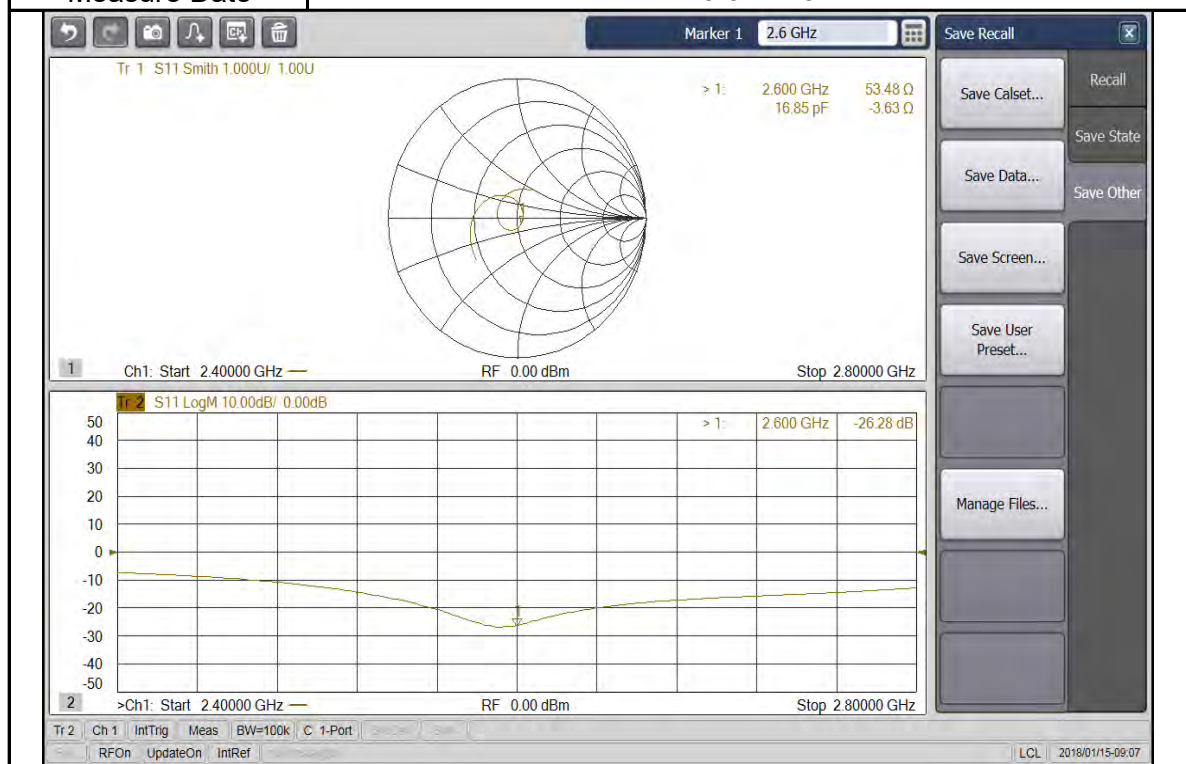 Measure Date
Marker 1 2.6 GHz
Save Recall
Tr 1 S11 Smith 1.000U/ 1.00U
> 1: 2.600 GHz 53.48 Ω
16.85 pF -3.63 Ω
Save Calset...
Recall
Save State
Save Data...
Save Other
Save Screen...
Save User
Preset...
1 Ch1: Start 2.40000 GHz — RF 0.00 dBm Stop 2.80000 GHz
Tr 2 S11 LogM 10.00dB/ 0.00dB
> 1: 2.600 GHz -26.28 dB
50
40
30
20
10
0
-10
-20
-30
-40
-50
1
Manage Files...
2 >Ch1: Start 2.40000 GHz — RF 0.00 dBm Stop 2.80000 GHz
Tr 2 Ch 1 IntTrig Meas BW=100k C 1-Port
RFOn UpdateOn IntRef
LCL 2018/01/15-09:07